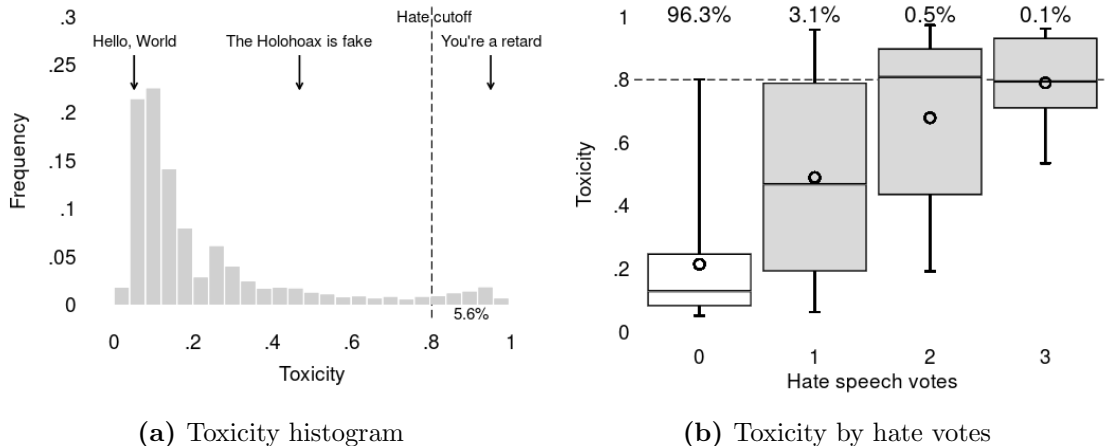 .3
Hate cutoff
Hello, World
The Holohoax is fake
You're a retard
.25
.2
.15
.1
.05
0
Frequency
5.6%
0 .2 .4 .6 .8 1
Toxicity
(a) Toxicity histogram
96.3% 3.1% 0.5% 0.1%
1
.8
.6
.4
.2
0
Toxicity
0 1 2 3
Hate speech votes
(b) Toxicity by hate votes